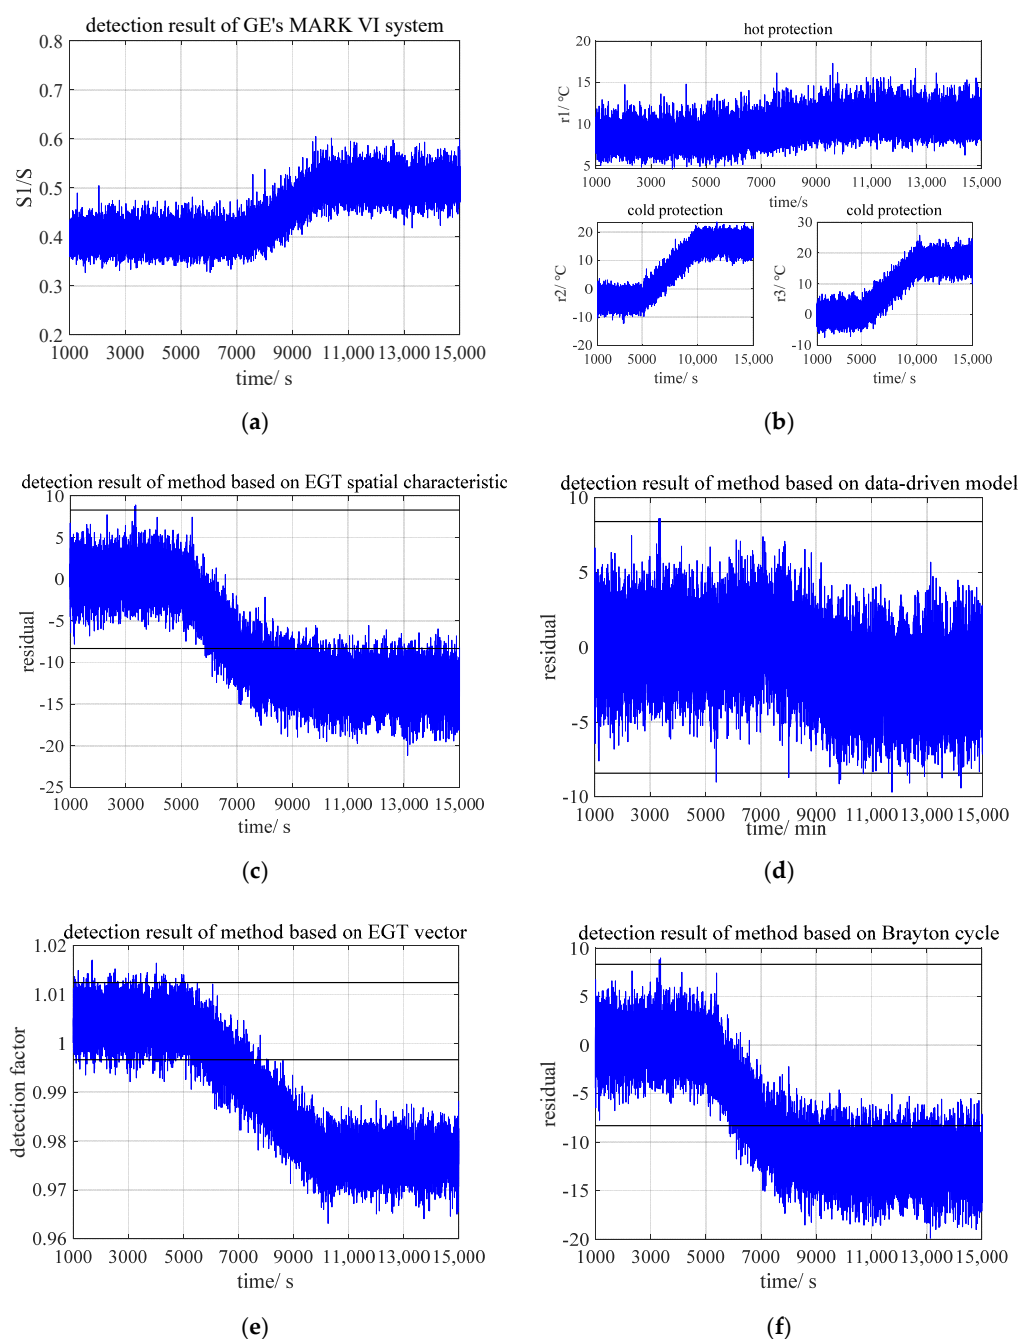 detection result of GE's MARK VI system
0.8
0.7
0.6
0.5
0.4
0.3
0.2
S1/S
1000 3000 5000 7000 9000 11,000 13,000 15,000
time/ s
(a)
hot protection
20
15
10
5
r1/ °C
1000 3000 5000 7000 9000 11,000 13,000 15,000
time/s
cold protection
20
10
0
-10
-20
r2/ °C
1000 5000 10,000 15,000
time/ s
cold protection
30
20
10
0
-10
r3/ °C
1000 5000 10,000 15,000
time/ s
(b)
detection result of method based on EGT spatial characteristic
10
5
0
-5
-10
-15
-20
-25
residual
1000 3000 5000 7000 9000 11,000 13,000 15,000
time/ s
(c)
detection result of method based on data-driven model
10
5
0
-5
-10
residual
1000 3000 5000 7000 9000 11,000 13,000 15,000
time/ min
(d)
detection result of method based on EGT vector
1.02
1.01
1
0.99
0.98
0.97
0.96
detection factor
1000 3000 5000 7000 9000 11,000 13,000 15,000
time/ s
(e)
detection result of method based on Brayton cycle
10
5
0
-5
-10
-15
-20
residual
1000 3000 5000 7000 9000 11,000 13,000 15,000
time/ s
(f)